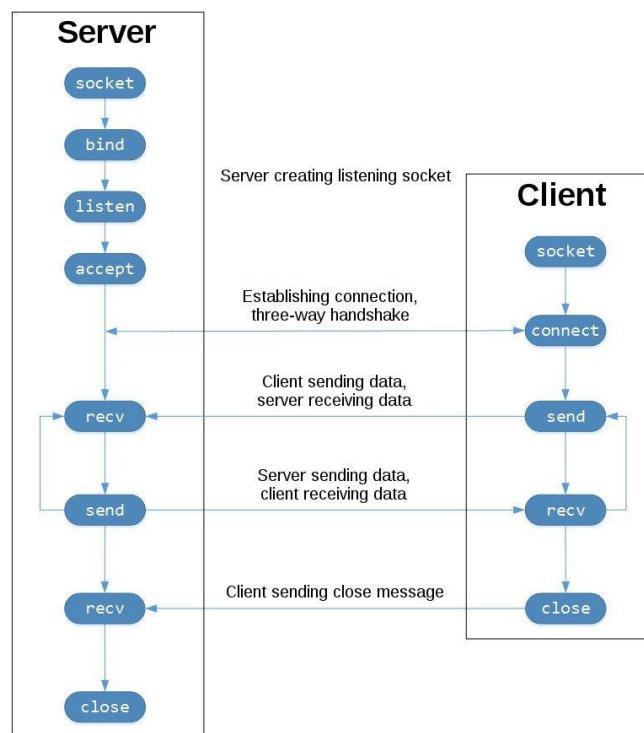 Server
socket
bind
listen
accept
Server creating listening socket
Client
socket
Establishing connection,
three-way handshake
connect
Client sending data,
server receiving data
recv
send
Server sending data,
client receiving data
send
recv
Client sending close message
recv
close
close